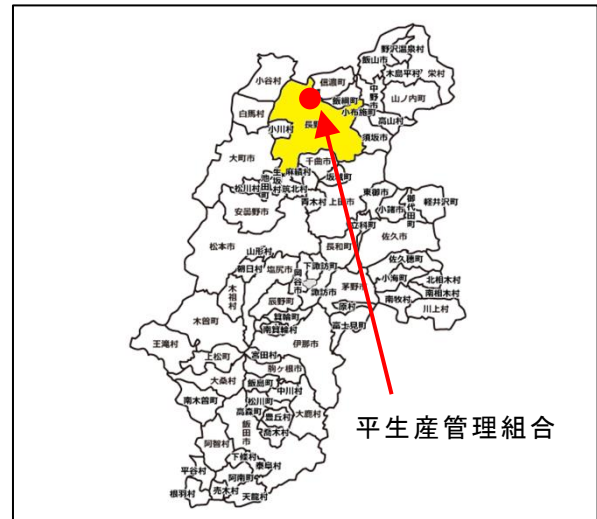 野沢温泉村
飯山市
栄村
木島平村
小谷村
信濃町
中野市
山ノ内町
飯綱町
小布施町
白馬村
高山村
長野
小川村
須坂市
大町市
千曲市
生坂村
麻績村
坂城町
池田町
松川村
筑北村
東御市
御代田町
軽井沢町
青木村
上田市
小諸市
安曇野市
立科町
佐久市
松本市
長和町
山形村
佐久穂町
朝日村
塩尻市
下諏訪町
岡谷市
小海町
北相木村
茅野市
諏訪市
南相木村
木祖村
辰野町
原村
南牧村
川上村
箕輪町
富士見町
木曽町
南箕輪村
伊那市
王滝村
上松町
宮田村
駒ヶ根市
大桑村
飯島町
中川村
南木曽町
松川町
高森町
大鹿村
豊丘村
飯田市
喬木村
平生産管理組合
阿智村
下條村
泰阜村
平谷村
阿南町
売木村
根羽村
天龍村